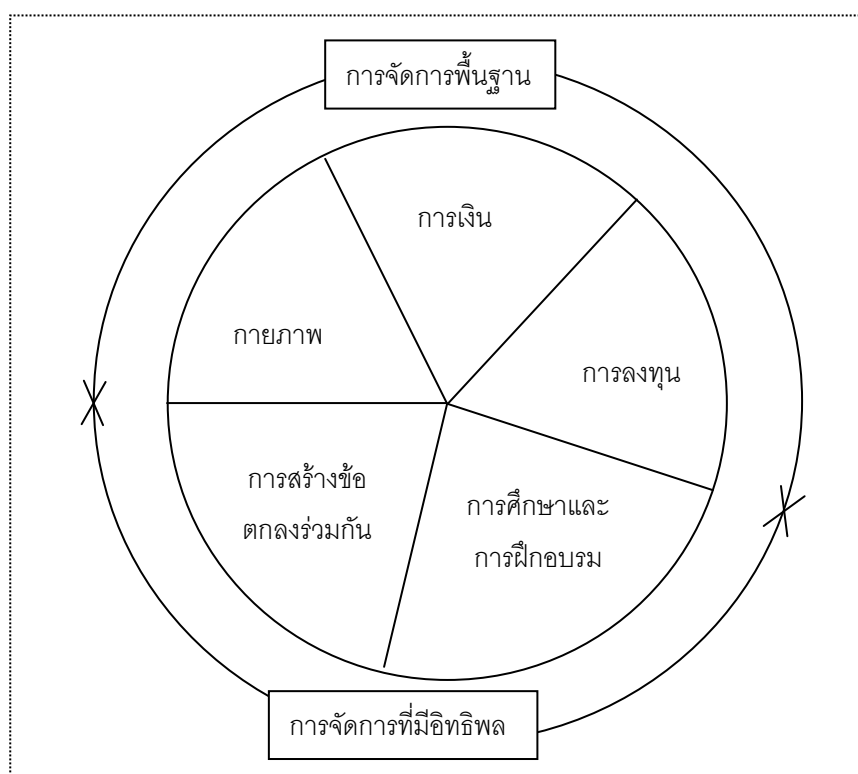 การจัดการพื้นฐาน
การเงิน
กายภาพ
การลงทุน
การสร้างข้อ
ตกลงร่วมกัน
การศึกษาและ
การฝึกอบรม
การจัดการที่มีอิทธิพล